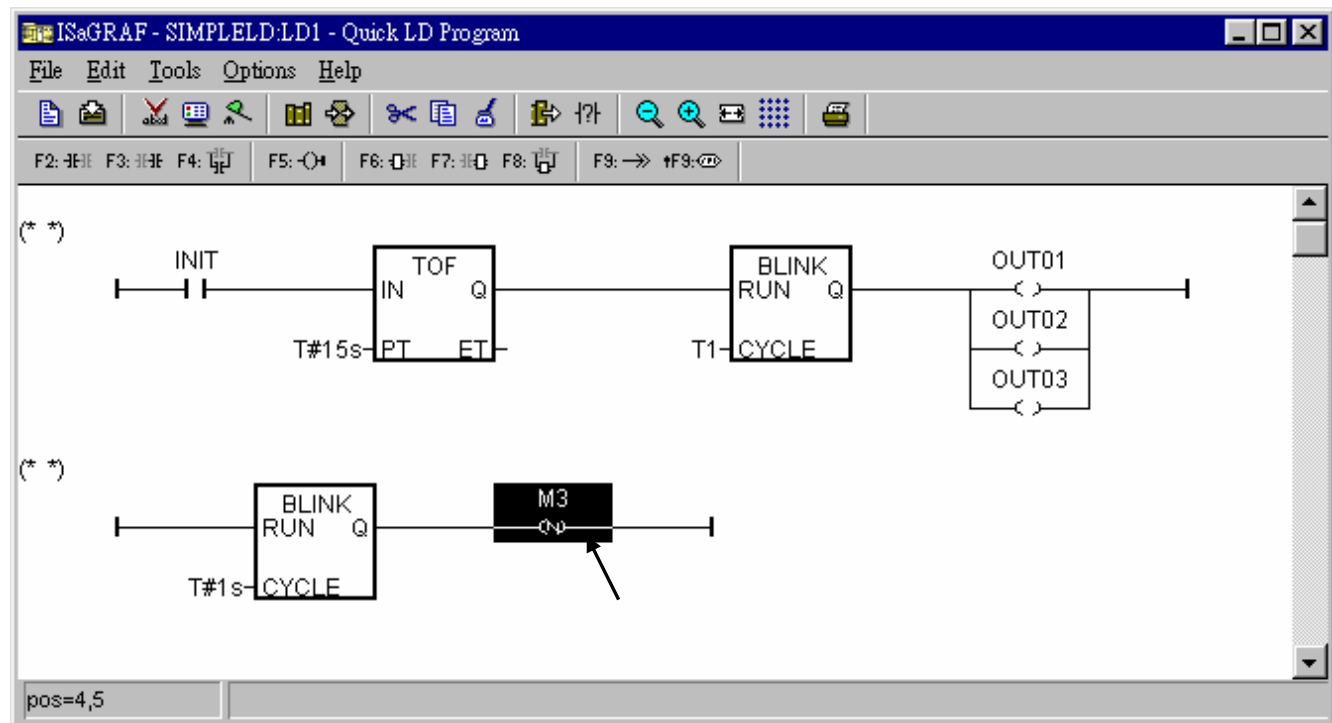 ISaGRAF - SIMPLELD:LD1 - Quick LD Program
File Edit Tools Options Help
F2: F3: F4: F5: F6: F7: F8: F9: F9:
(* *)
INIT TOF BLINK OUT01
IN Q RUN Q
OUT02
T#15s PT ET T1 CYCLE
OUT03
(* *)
BLINK M3
RUN Q N
T#1s CYCLE
pos=4,5